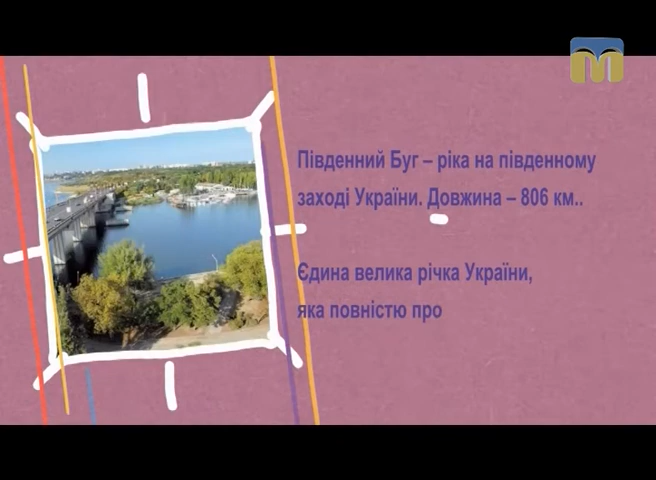 Південний Буг – ріка на південному
заході України. Довжина – 806 км..
Єдина велика річка України,
яка повністю про